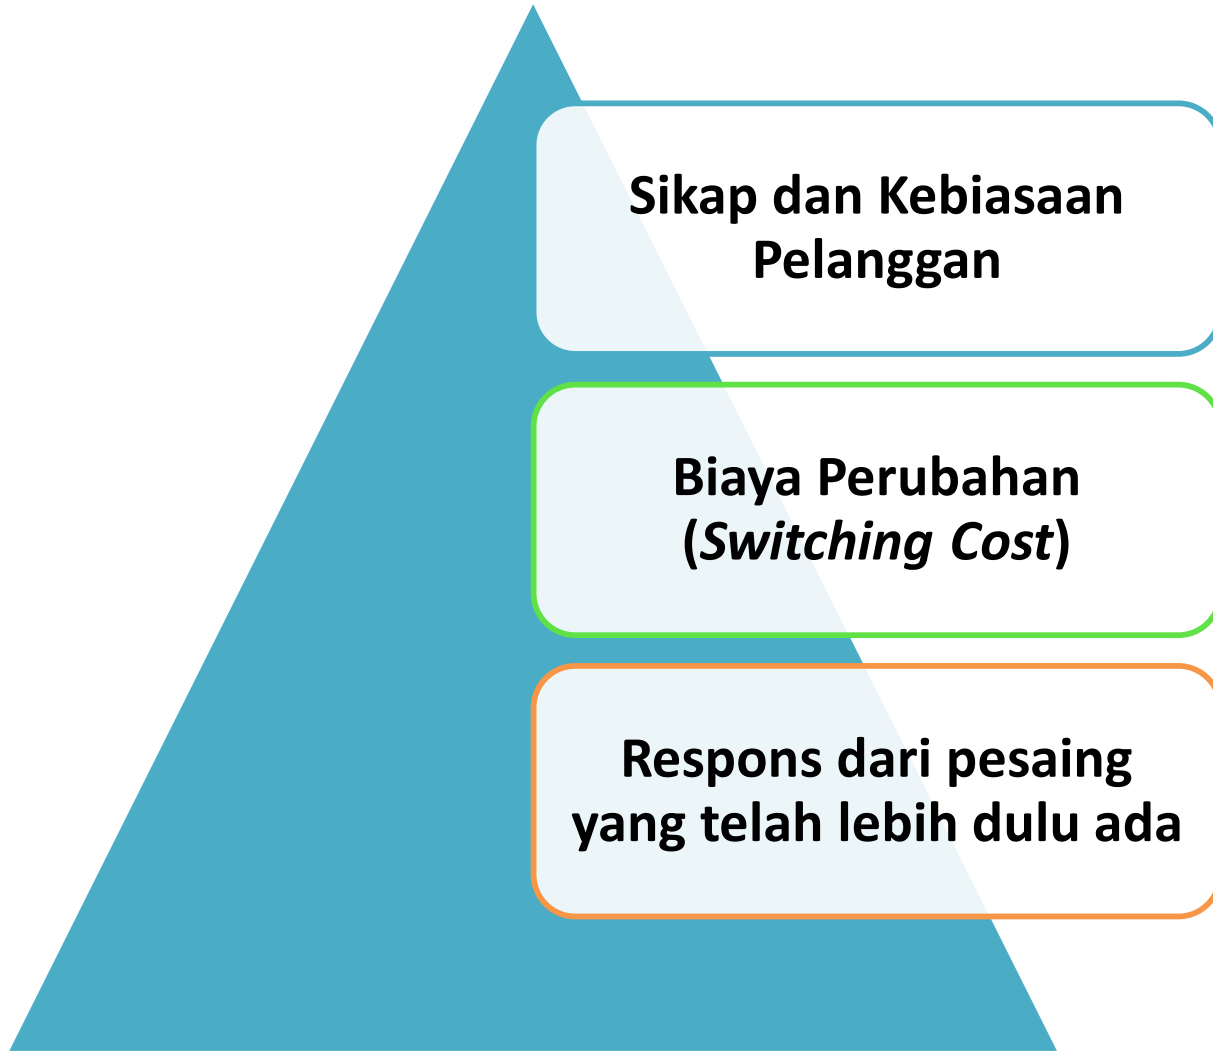 Sikap dan Kebiasaan
Pelanggan
Biaya Perubahan
(Switching Cost)
Respons dari pesaing
yang telah lebih dulu ada